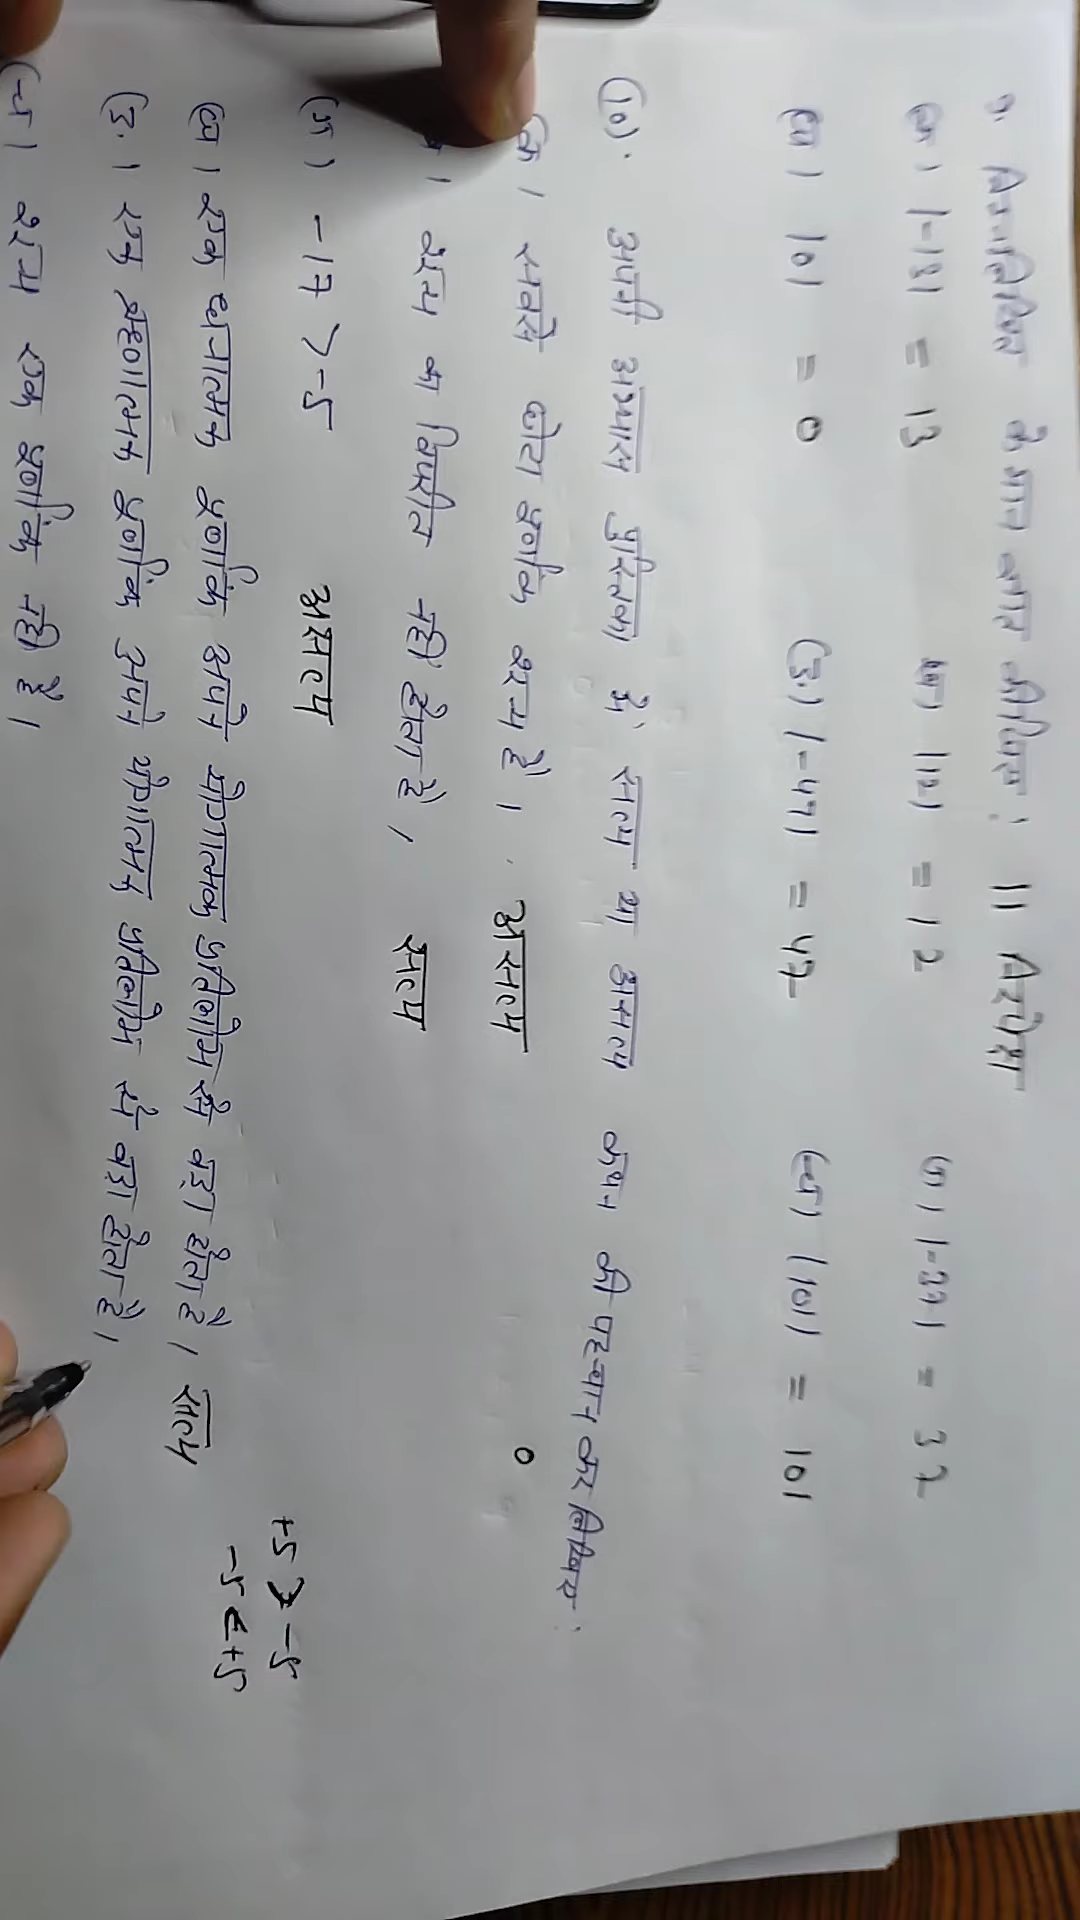 9. निम्नलिखित के मान ज्ञात कीजिए: || निरपेक्ष
(क) |-13| = 13 (ख) |12| = 12 (ग) |-37| = 37
(घ) |0| = 0 (ङ) |-47| = 47 (च) |101| = 101
(10). अपनी अभ्यास पुस्तिका में सत्य या असत्य कथन की पहचान कर लिखिए:
(क) सबसे छोटा पूर्णांक शून्य है। असत्य 0
शून्य का विपरीत नहीं होता है, सत्य
(ग) -17 > -5 असत्य
+5 > -5
(घ) एक धनात्मक पूर्णांक अपने योगात्मक प्रतिलोम से बड़ा होता है। सत्य
-5 < +5
(ङ) एक ऋणात्मक पूर्णांक अपने योगात्मक प्रतिलोम से बड़ा होता है।
(च) शून्य एक पूर्णांक नहीं है।